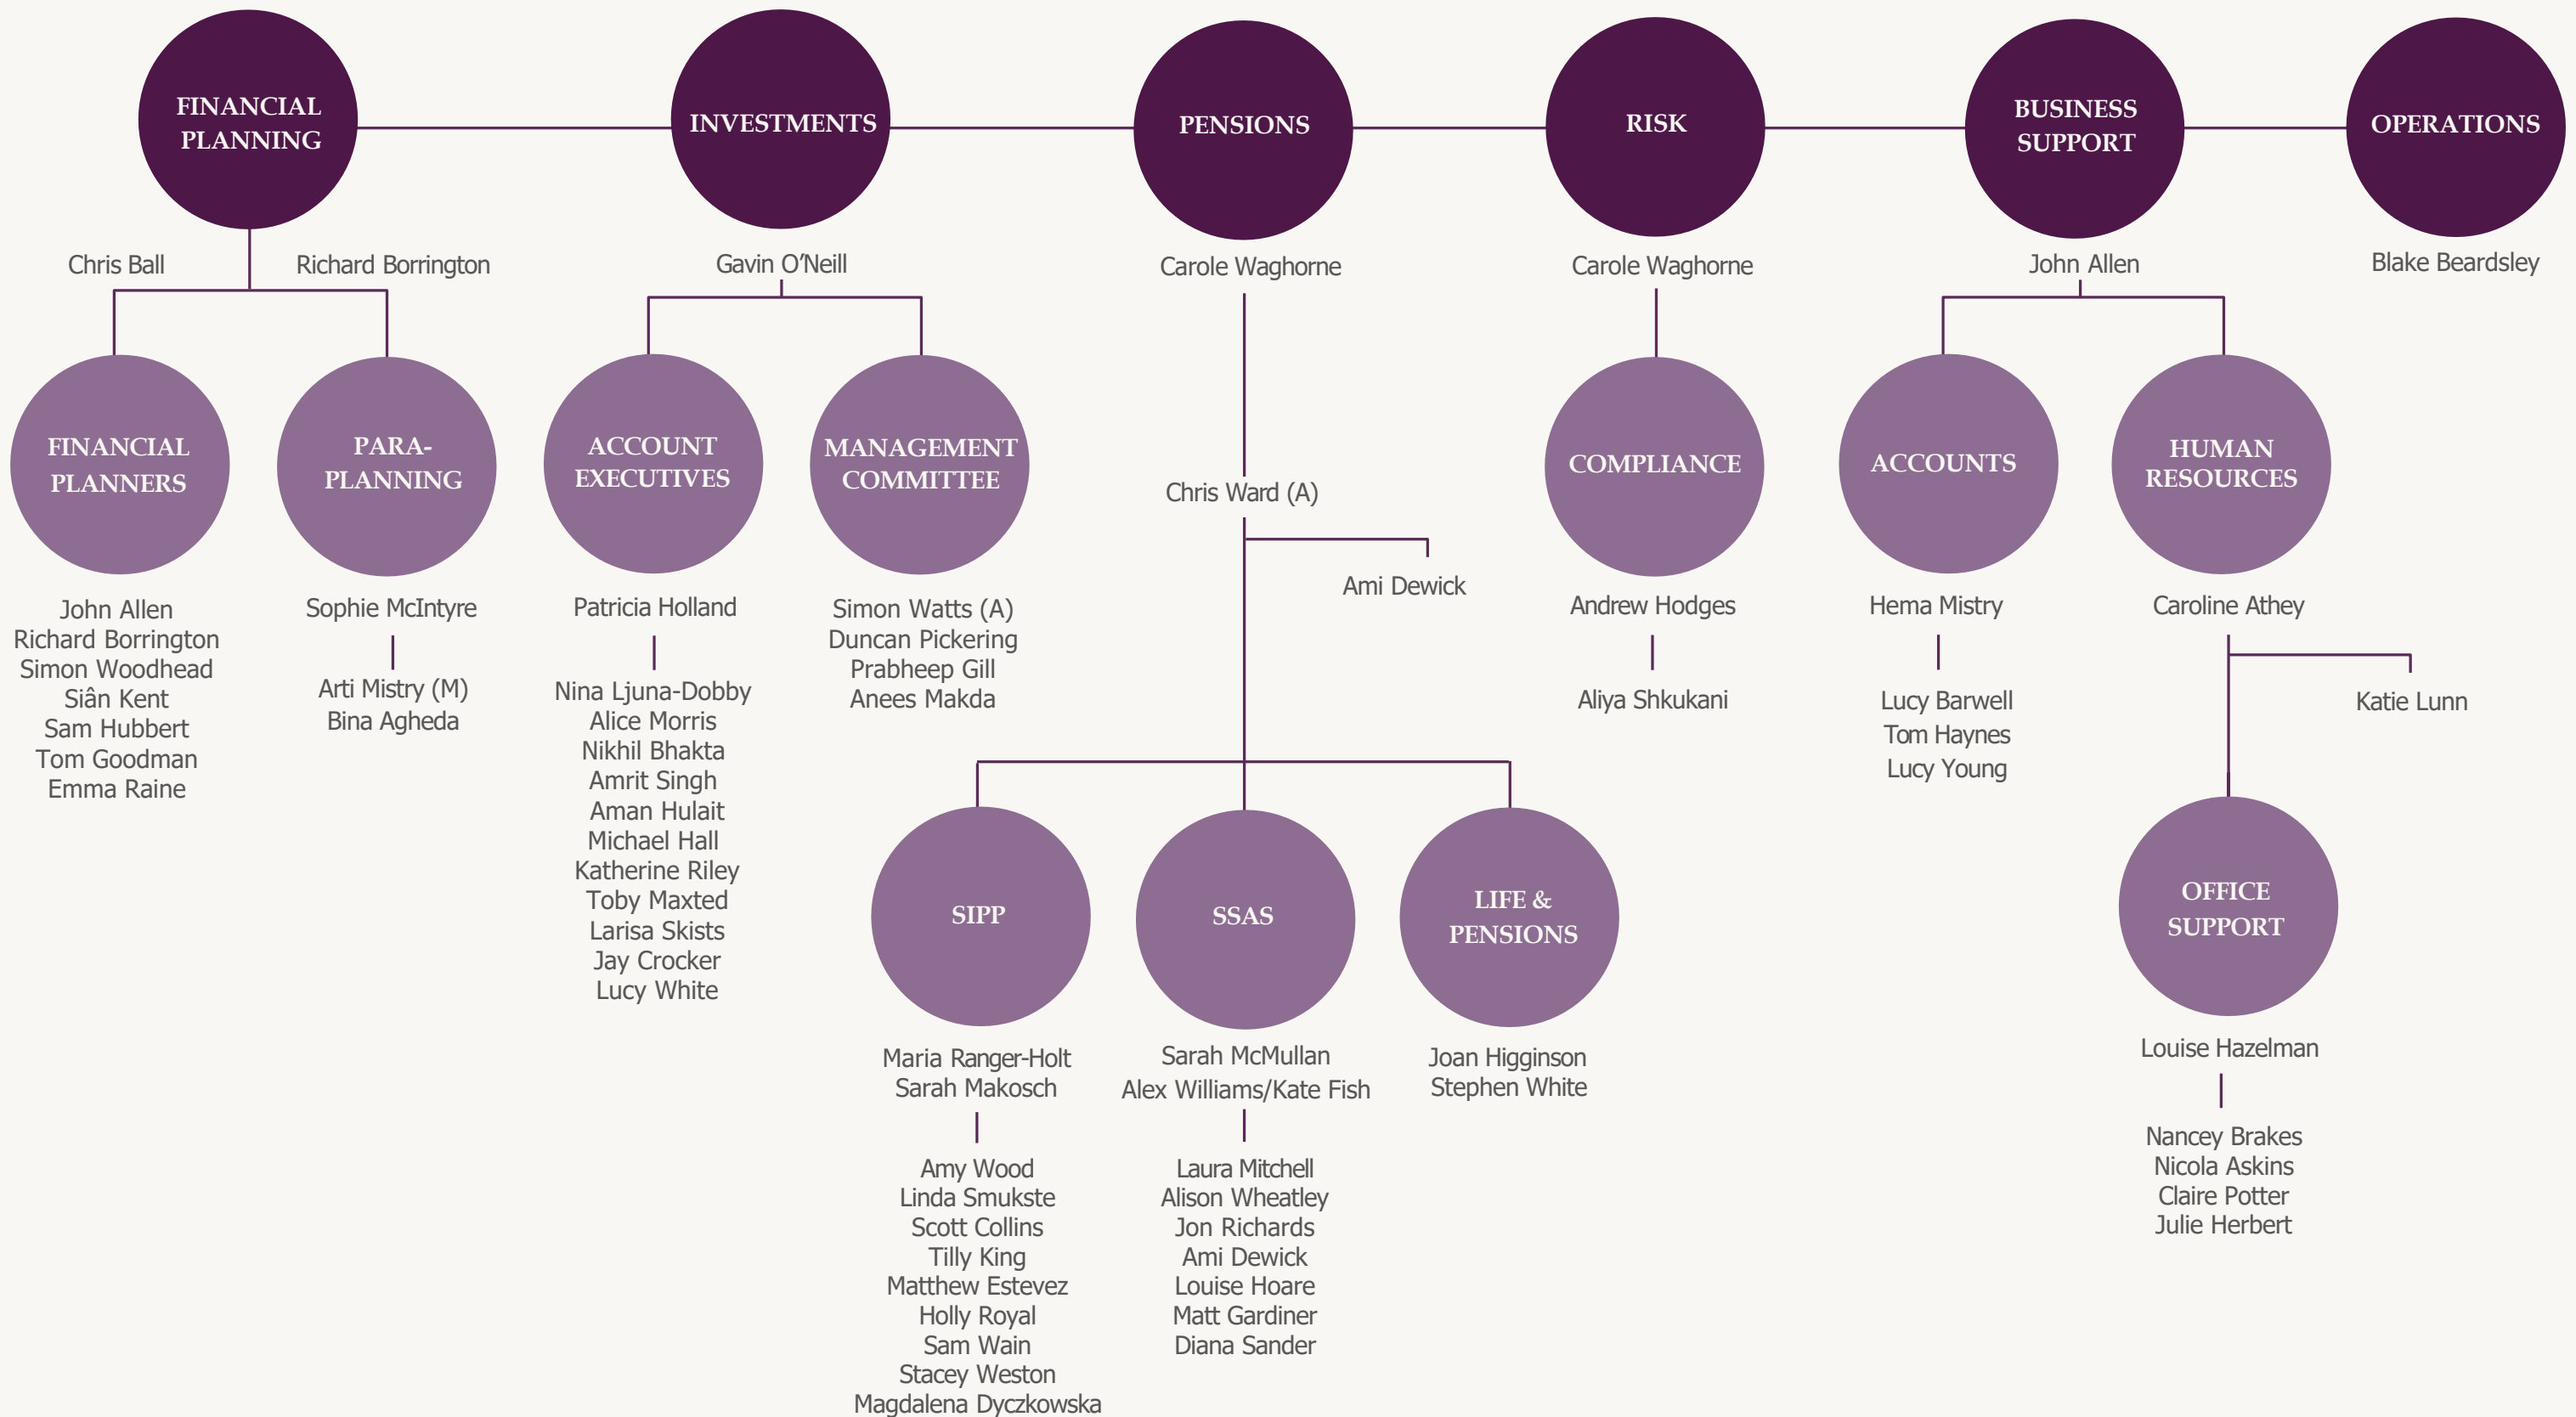 FINANCIAL
PLANNING
INVESTMENTS
PENSIONS
RISK
BUSINESS
SUPPORT
OPERATIONS
Chris Ball
Richard Borrington
Gavin O'Neill
Carole Waghorne
Carole Waghorne
John Allen
Blake Beardsley
FINANCIAL
PLANNERS
PARA-
PLANNING
ACCOUNT
EXECUTIVES
MANAGEMENT
COMMITTEE
Chris Ward (A)
Ami Dewick
COMPLIANCE
ACCOUNTS
HUMAN
RESOURCES
John Allen
Richard Borrington
Simon Woodhead
Siân Kent
Sam Hubbert
Tom Goodman
Emma Raine
Sophie McIntyre
Arti Mistry (M)
Bina Agheda
Patricia Holland
Nina Ljuna-Dobby
Alice Morris
Nikhil Bhakta
Amrit Singh
Aman Hulait
Michael Hall
Katherine Riley
Toby Maxted
Larisa Skists
Jay Crocker
Lucy White
Simon Watts (A)
Duncan Pickering
Prabheep Gill
Anees Makda
Andrew Hodges
Aliya Shkukani
Hema Mistry
Lucy Barwell
Tom Haynes
Lucy Young
Caroline Athey
Katie Lunn
SIPP
SSAS
LIFE &
PENSIONS
OFFICE
SUPPORT
Maria Ranger-Holt
Sarah Makosch
Amy Wood
Linda Smukste
Scott Collins
Tilly King
Matthew Estevez
Holly Royal
Sam Wain
Stacey Weston
Magdalena Dyczkowska
Sarah McMullan
Alex Williams/Kate Fish
Laura Mitchell
Alison Wheatley
Jon Richards
Ami Dewick
Louise Hoare
Matt Gardiner
Diana Sander
Joan Higginson
Stephen White
Louise Hazelman
Nancey Brakes
Nicola Askins
Claire Potter
Julie Herbert